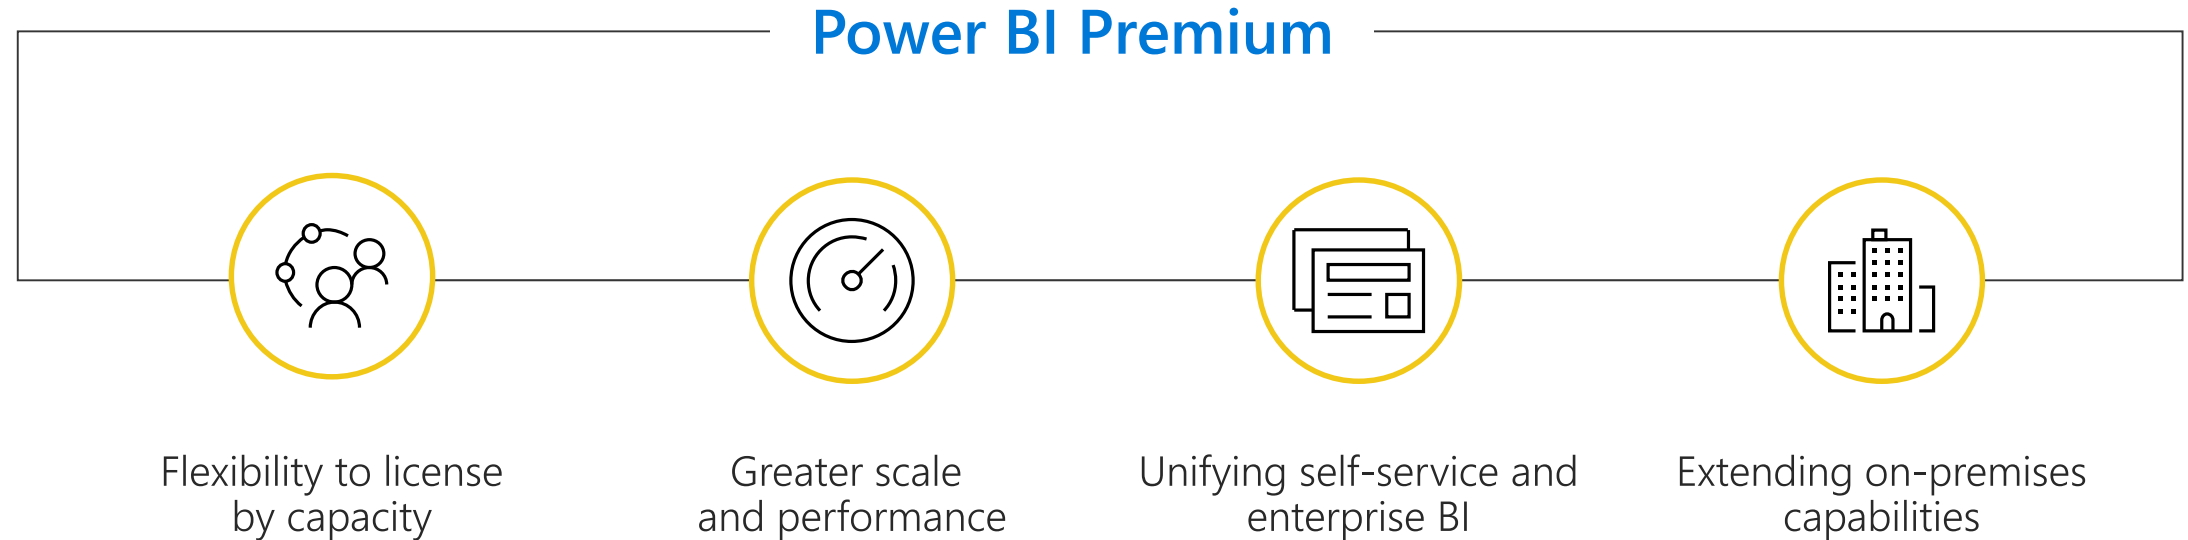 Power BI Premium
Flexibility to license
by capacity
Greater scale
and performance
Unifying self-service and
enterprise BI
Extending on-premises
capabilities